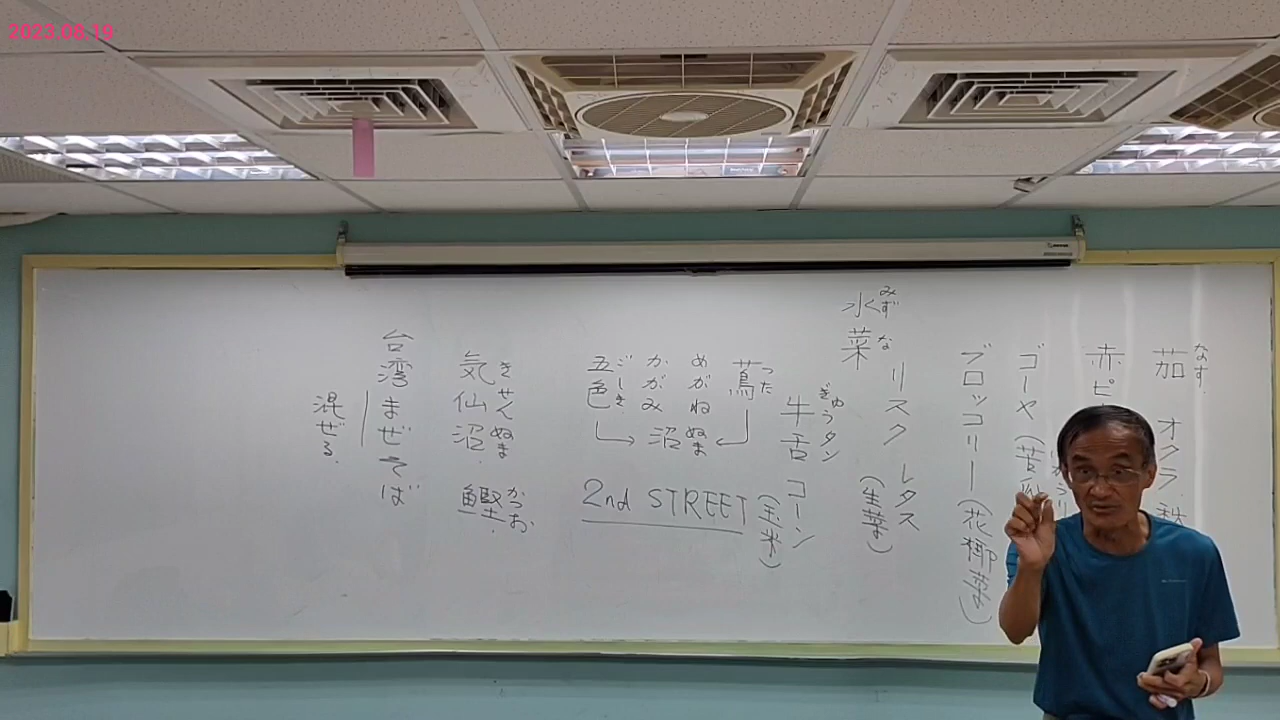 2023.08.19
なす
茄 オクラ 秋
赤ピ
ゴーヤ (苦
ブロッコリー (花椰菜)
リスク レタス
(生菜)
みず な
水菜
ぎゅうタン
牛舌 コーン
(玉米)
つた
蔦
めがね ぬま
かがみ 沼
ごしき
五色
2nd STREET
きせんぬま かつお
気仙沼. 鰹.
台湾まぜそば
混ぜる.